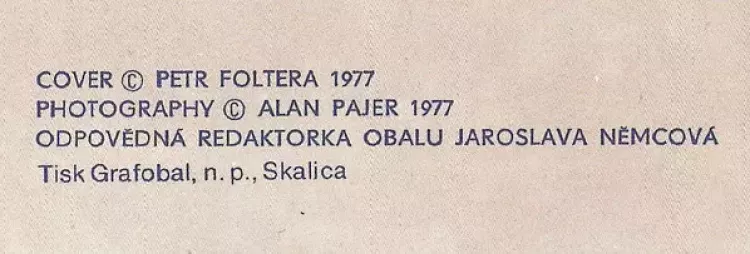 COVER © PETR FOLTERA 1977
PHOTOGRAPHY © ALAN PAJER 1977
ODPOVĚDNÁ REDAKTORKA OBALU JAROSLAVA NĚMCOVÁ
Tisk Grafobal, n. p., Skalica